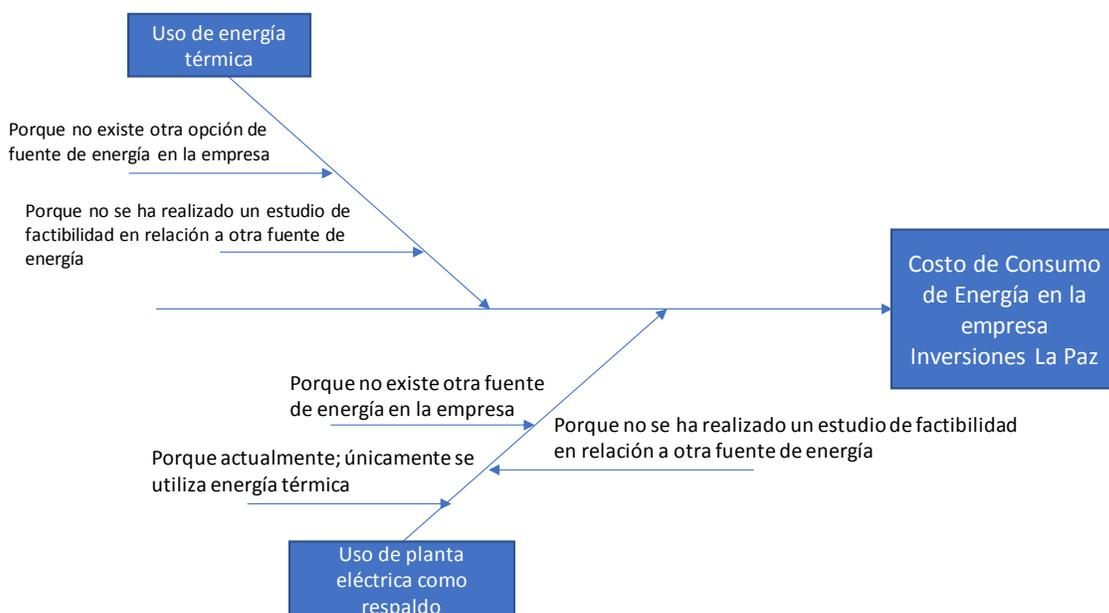 Uso de energía
térmica
Porque no existe otra opción de
fuente de energía en la empresa
Porque no se ha realizado un estudio de
factibilidad en relación a otra fuente de
energía
Costo de Consumo
de Energía en la
empresa
Inversiones La Paz
Porque no existe otra fuente
de energía en la empresa
Porque no se ha realizado un estudio de factibilidad
en relación a otra fuente de energía
Porque actualmente; únicamente se
utiliza energía térmica
Uso de planta
eléctrica como
respaldo